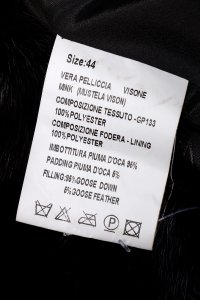 Size:44
VERA PELLICCIA VISONE
MINK (MUSTELA VISON)
COMPOSIZIONE TESSUTO -GP133
100%POLYESTER
COMPOSIZIONE FODERA - LINING
100%POLYESTER
IMBOTTITURA PIUMA D'OCA 95%
PADDING PIUMA D'OCA 5%
FILLING:95%GOOSE DOWN
5%GOOSE FEATHER
P